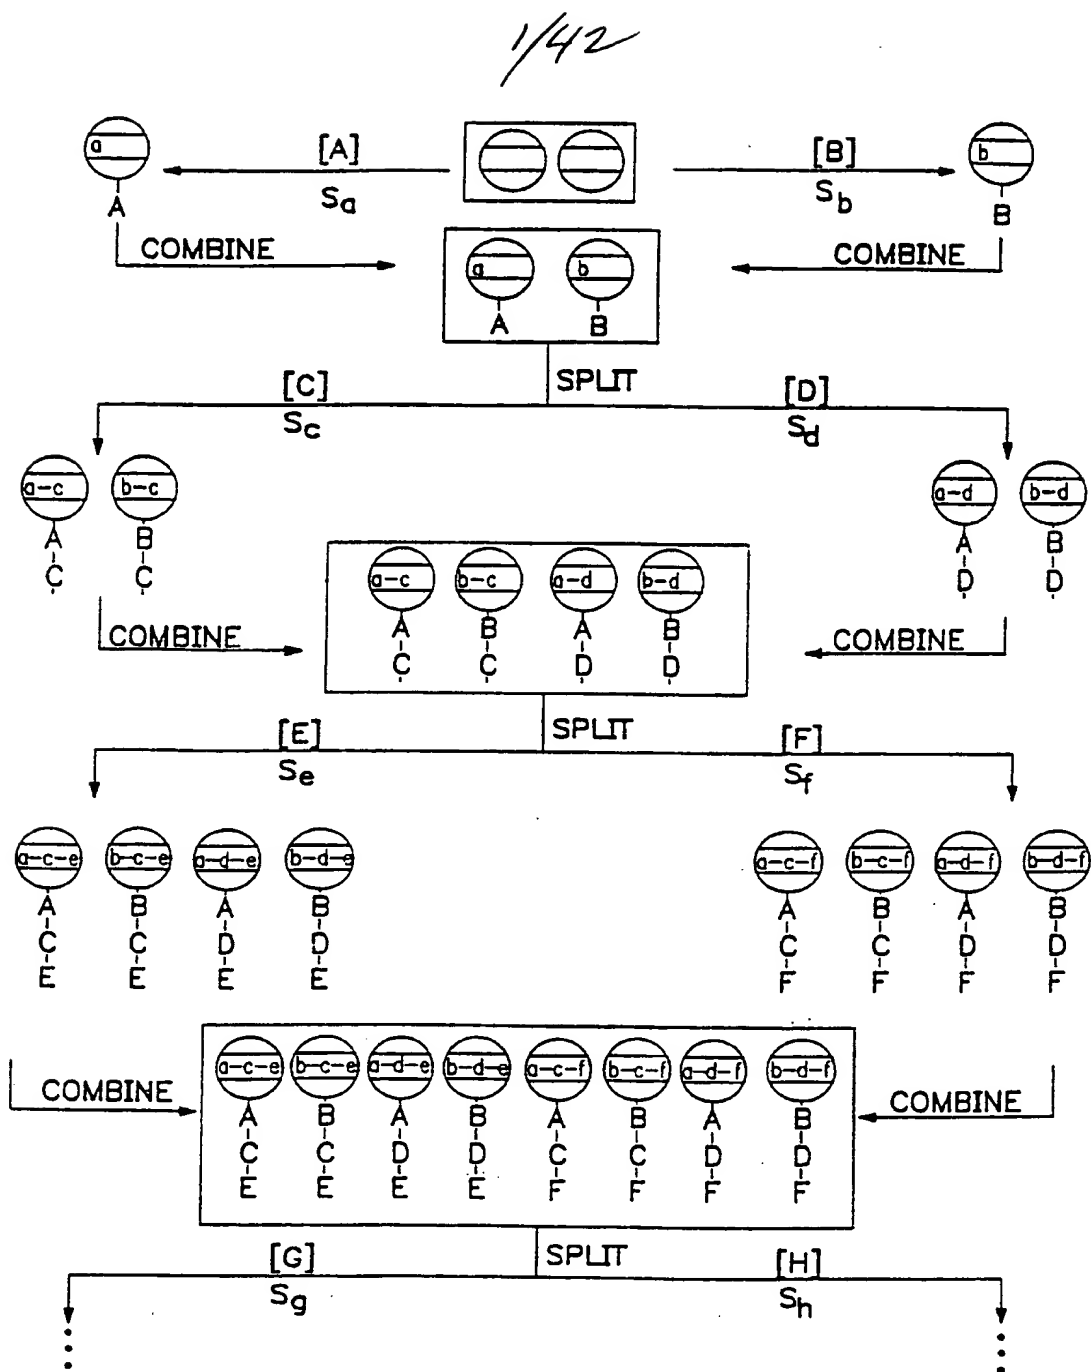 1/42
a [A] [B] b
Sa Sb
A B
COMBINE a b COMBINE
A B
SPLIT
[C] [D]
Sc Sd
a-c b-c a-d b-d
A B A B
C C D D
a-c b-c a-d b-d
A B A B
COMBINE COMBINE
C C D D
SPLIT
[E] [F]
Se Sf
a-c-e b-c-e a-d-e b-d-e a-c-f b-c-f a-d-f b-d-f
A B A B A B A B
C C D D C C D D
E E E E F F F F
a-c-e b-c-e a-d-e b-d-e a-c-f b-c-f a-d-f b-d-f
COMBINE COMBINE
A B A B A B A B
C C D D C C D D
E E E E F F F F
SPLIT
[G] [H]
Sg Sh